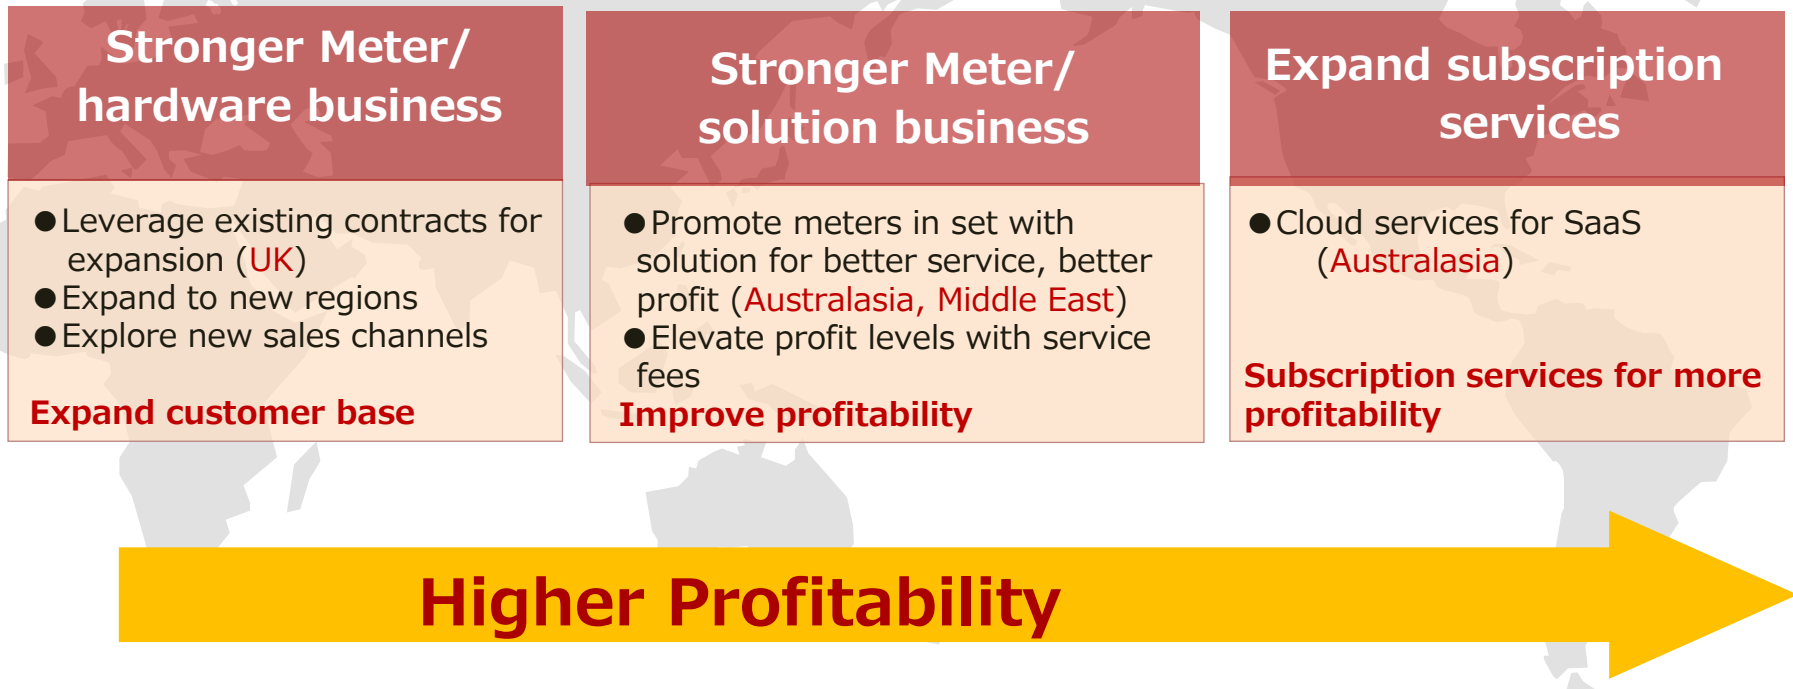 Stronger Meter/
hardware business
●Leverage existing contracts for
expansion (UK)
●Expand to new regions
●Explore new sales channels
Expand customer base
Stronger Meter/
solution business
●Promote meters in set with
solution for better service, better
profit (Australasia, Middle East)
●Elevate profit levels with service
fees
Improve profitability
Expand subscription
services
●Cloud services for SaaS
(Australasia)
Subscription services for more
profitability
Higher Profitability